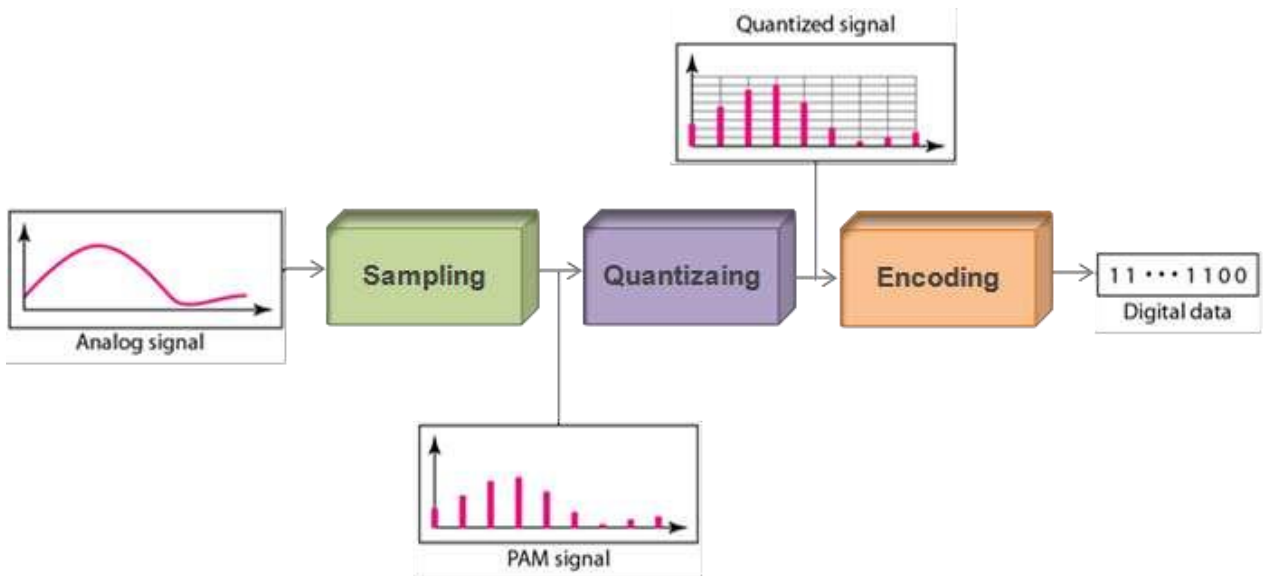 Quantized signal
Analog signal
Sampling
Quantizaing
Encoding
11 ··· 1100
Digital data
PAM signal